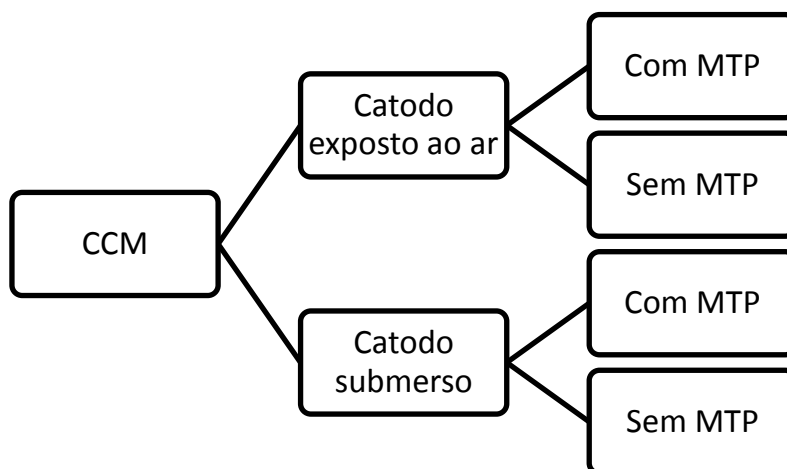 CCM
Catodo
exposto ao ar
Com MTP
Sem MTP
Catodo
submerso
Com MTP
Sem MTP